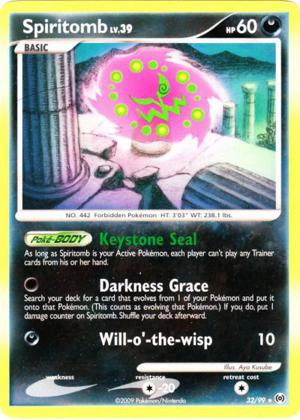 Spiritomb LV.39 HP 60
BASIC
NO. 442 Forbidden Pokémon HT: 3'03" WT: 238.1 lbs.
Poké-BODY Keystone Seal
As long as Spiritomb is your Active Pokémon, each player can't play any Trainer
cards from his or her hand.
Darkness Grace
Search your deck for a card that evolves from 1 of your Pokémon and put it
onto that Pokémon. (This counts as evolving that Pokémon.) If you do, put 1
damage counter on Spiritomb. Shuffle your deck afterward.
Will-o'-the-wisp 10
Illus. Aya Kusube
weakness resistance retreat cost
-20
©2009 Pokémon/Nintendo 32/99